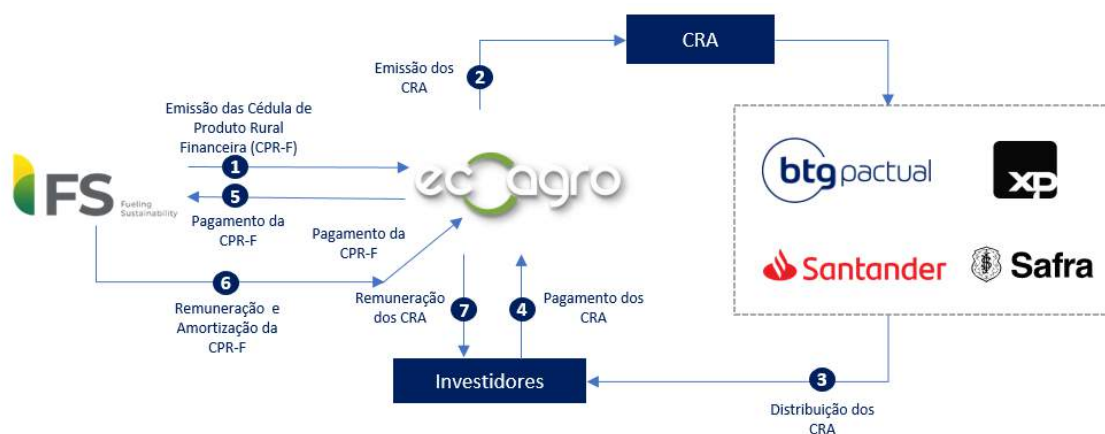 CRA
Emissão dos
CRA
2
Emissão das Cédula de
Produto Rural
Financeira (CPR-F)
1
FS
Fueling
Sustainability
ecoagro
5
Pagamento da
CPR-F
Pagamento da
CPR-F
6
Remuneração e
Amortização da
CPR-F
Remuneração
dos CRA
7
4
Pagamento dos
CRA
btgpactual
XP
Santander
Safra
Investidores
3
Distribuição dos
CRA